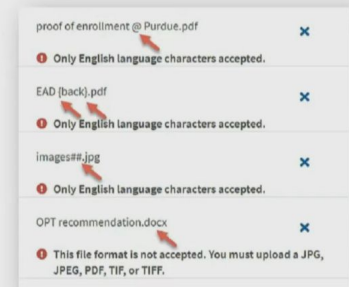 proof of enrollment @ Purdue.pdf
Only English language characters accepted.
EAD {back}.pdf
Only English language characters accepted.
images##.jpg
Only English language characters accepted.
OPT recommendation.docx
This file format is not accepted. You must upload a JPG,
JPEG, PDF, TIF, or TIFF.